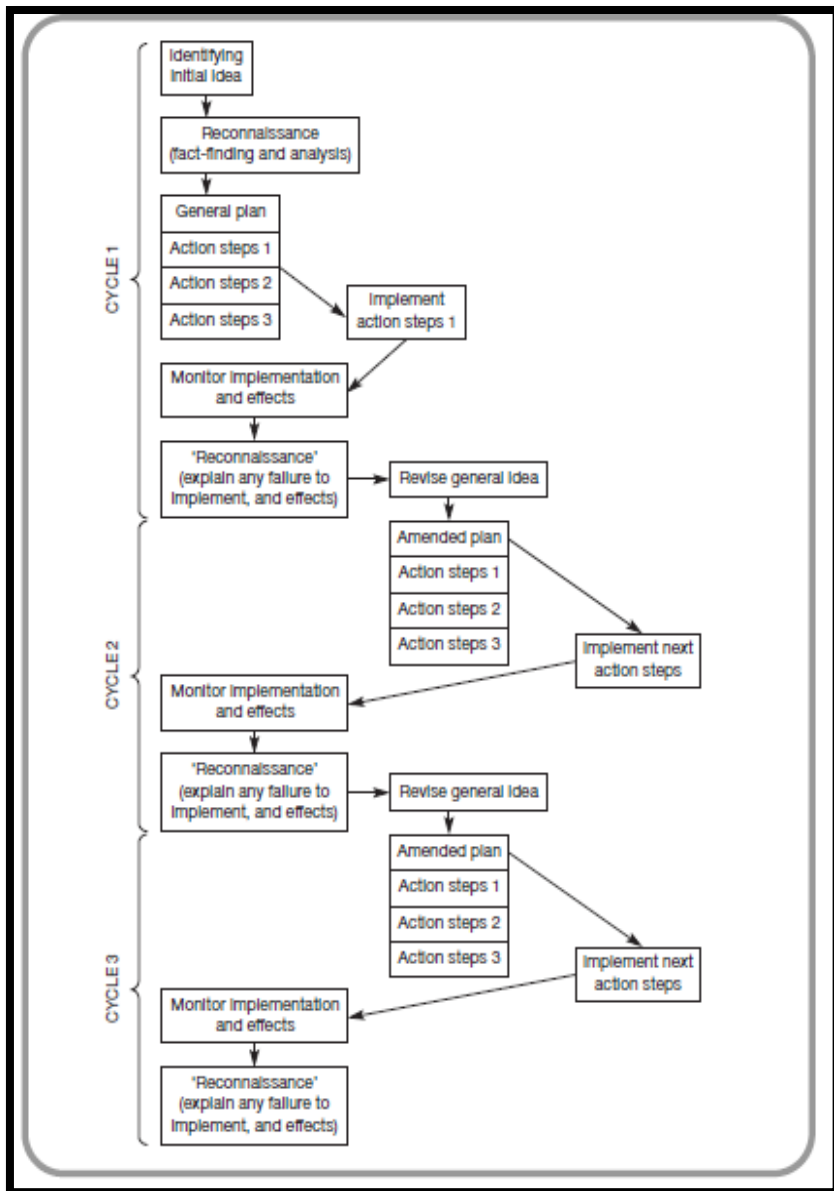 CYCLE 1
Identifying
initial idea
Reconnaissance
(fact-finding and analysis)
General plan
Action steps 1
Action steps 2
Action steps 3
Implement
action steps 1
Monitor implementation
and effects
"Reconnaissance"
(explain any failure to
implement, and effects)
Revise general idea
CYCLE 2
Amended plan
Action steps 1
Action steps 2
Action steps 3
Implement next
action steps
Monitor implementation
and effects
"Reconnaissance"
(explain any failure to
implement, and effects)
Revise general idea
CYCLE 3
Amended plan
Action steps 1
Action steps 2
Action steps 3
Implement next
action steps
Monitor implementation
and effects
"Reconnaissance"
(explain any failure to
implement, and effects)